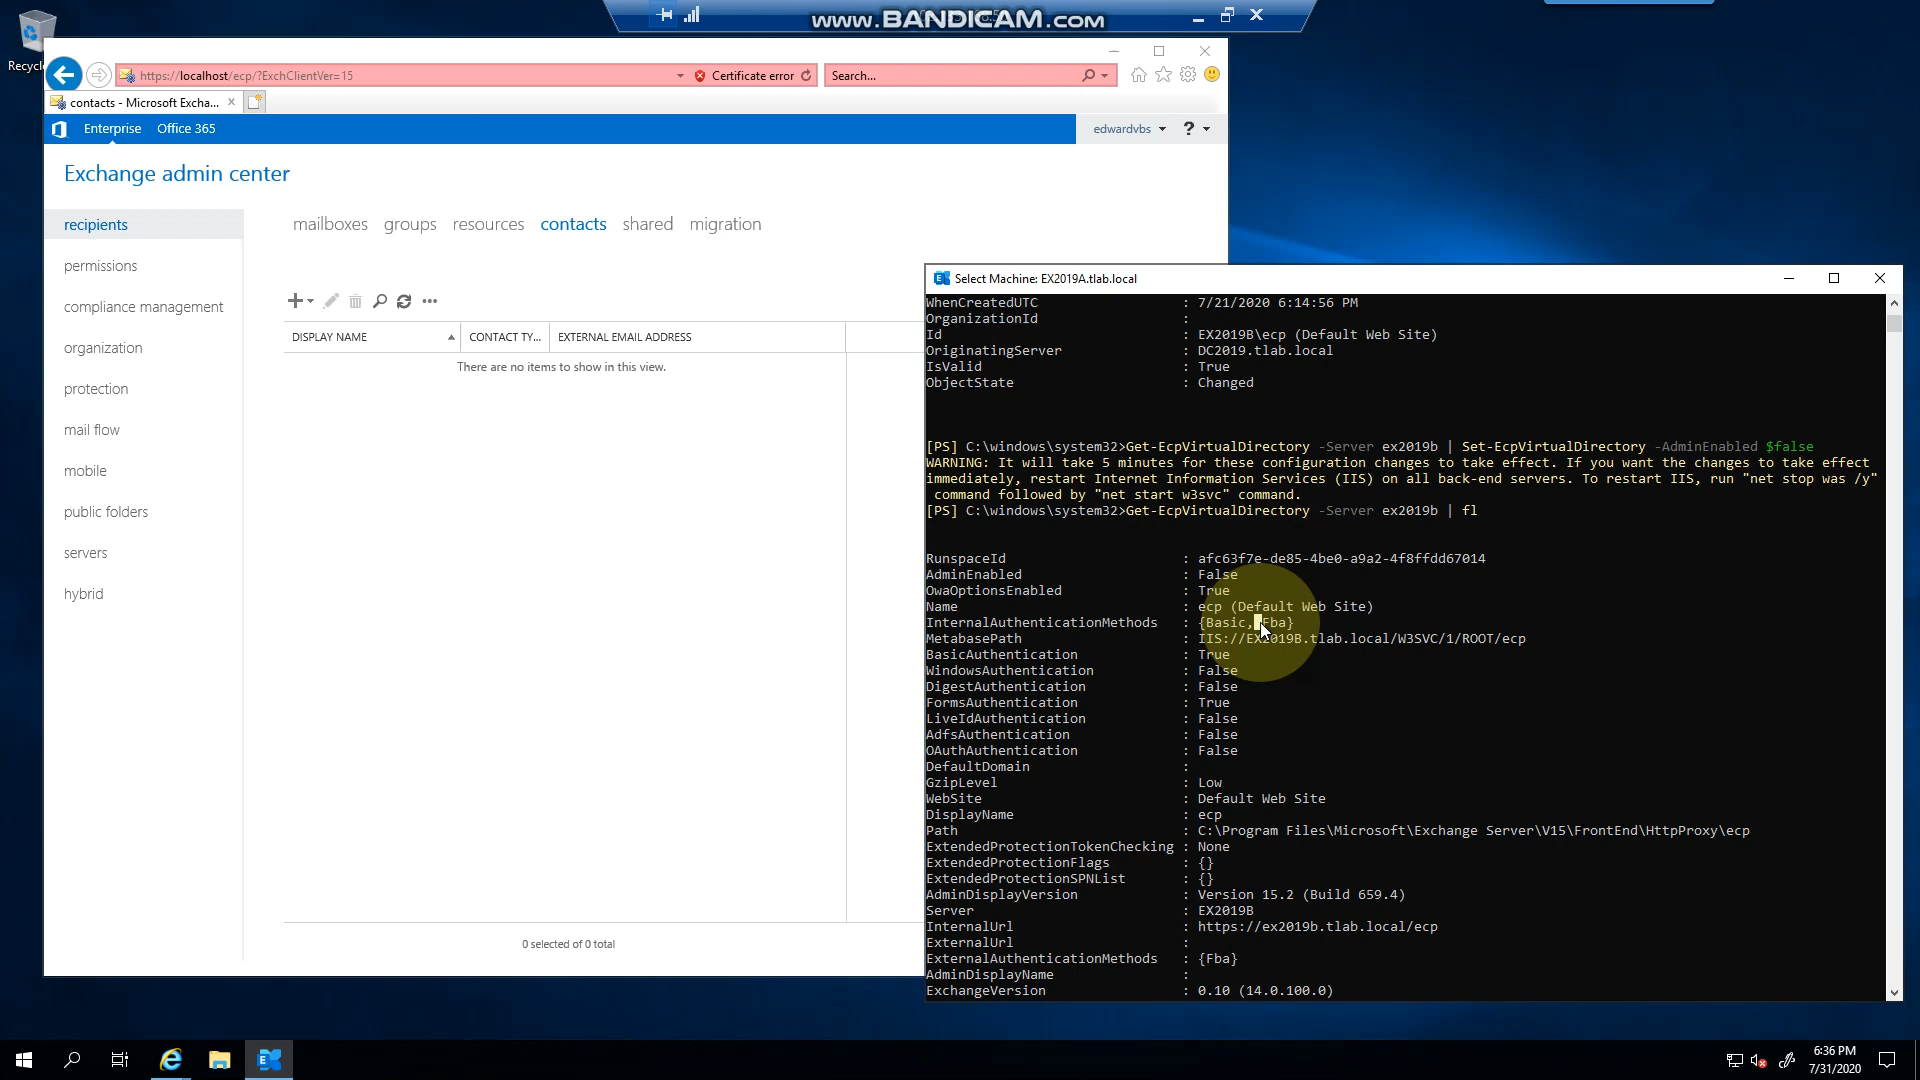 www.BANDICAM.com
Recycl
https://localhost/ecp/?ExchClientVer=15
Certificate error
Search...
contacts - Microsoft Excha...
Enterprise
Office 365
edwardvbs
?
Exchange admin center
recipients
permissions
compliance management
organization
protection
mail flow
mobile
public folders
servers
hybrid
mailboxes groups resources contacts shared migration
DISPLAY NAME CONTACT TY... EXTERNAL EMAIL ADDRESS
There are no items to show in this view.
0 selected of 0 total
Select Machine: EX2019A.tlab.local
WhenCreatedUTC : 7/21/2020 6:14:56 PM
OrganizationId :
Id : EX2019B\ecp (Default Web Site)
OriginatingServer : DC2019.tlab.local
IsValid : True
ObjectState : Changed
[PS] C:\windows\system32>Get-EcpVirtualDirectory -Server ex2019b | Set-EcpVirtualDirectory -AdminEnabled $false
WARNING: It will take 5 minutes for these configuration changes to take effect. If you want the changes to take effect
immediately, restart Internet Information Services (IIS) on all back-end servers. To restart IIS, run "net stop was /y"
command followed by "net start w3svc" command.
[PS] C:\windows\system32>Get-EcpVirtualDirectory -Server ex2019b | fl
RunspaceId : afc63f7e-de85-4be0-a9a2-4f8ffdd67014
AdminEnabled : False
OwaOptionsEnabled : True
Name : ecp (Default Web Site)
InternalAuthenticationMethods : {Basic, Fba}
MetabasePath : IIS://EX2019B.tlab.local/W3SVC/1/ROOT/ecp
BasicAuthentication : True
WindowsAuthentication : False
DigestAuthentication : False
FormsAuthentication : True
LiveIdAuthentication : False
AdfsAuthentication : False
OAuthAuthentication : False
DefaultDomain :
GzipLevel : Low
WebSite : Default Web Site
DisplayName : ecp
Path : C:\Program Files\Microsoft\Exchange Server\V15\FrontEnd\HttpProxy\ecp
ExtendedProtectionTokenChecking : None
ExtendedProtectionFlags : {}
ExtendedProtectionSPNList : {}
AdminDisplayVersion : Version 15.2 (Build 659.4)
Server : EX2019B
InternalUrl : https://ex2019b.tlab.local/ecp
ExternalUrl :
ExternalAuthenticationMethods : {Fba}
AdminDisplayName :
ExchangeVersion : 0.10 (14.0.100.0)
6:36 PM
7/31/2020